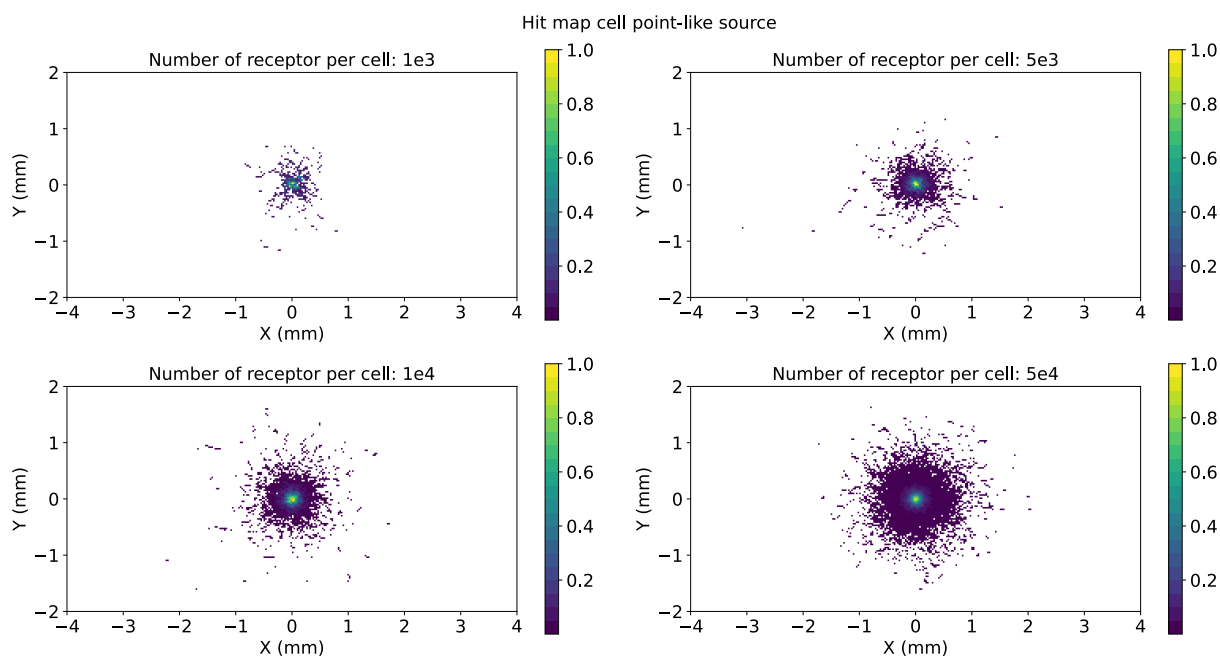 Hit map cell point-like source
Number of receptor per cell: 1e3
2
1
0
−1
−2
Y (mm)
−4 −3 −2 −1 0 1 2 3 4
X (mm)
1.0
0.8
0.6
0.4
0.2
Number of receptor per cell: 5e3
2
1
0
−1
−2
Y (mm)
−4 −3 −2 −1 0 1 2 3 4
X (mm)
1.0
0.8
0.6
0.4
0.2
Number of receptor per cell: 1e4
2
1
0
−1
−2
Y (mm)
−4 −3 −2 −1 0 1 2 3 4
X (mm)
1.0
0.8
0.6
0.4
0.2
Number of receptor per cell: 5e4
2
1
0
−1
−2
Y (mm)
−4 −3 −2 −1 0 1 2 3 4
X (mm)
1.0
0.8
0.6
0.4
0.2